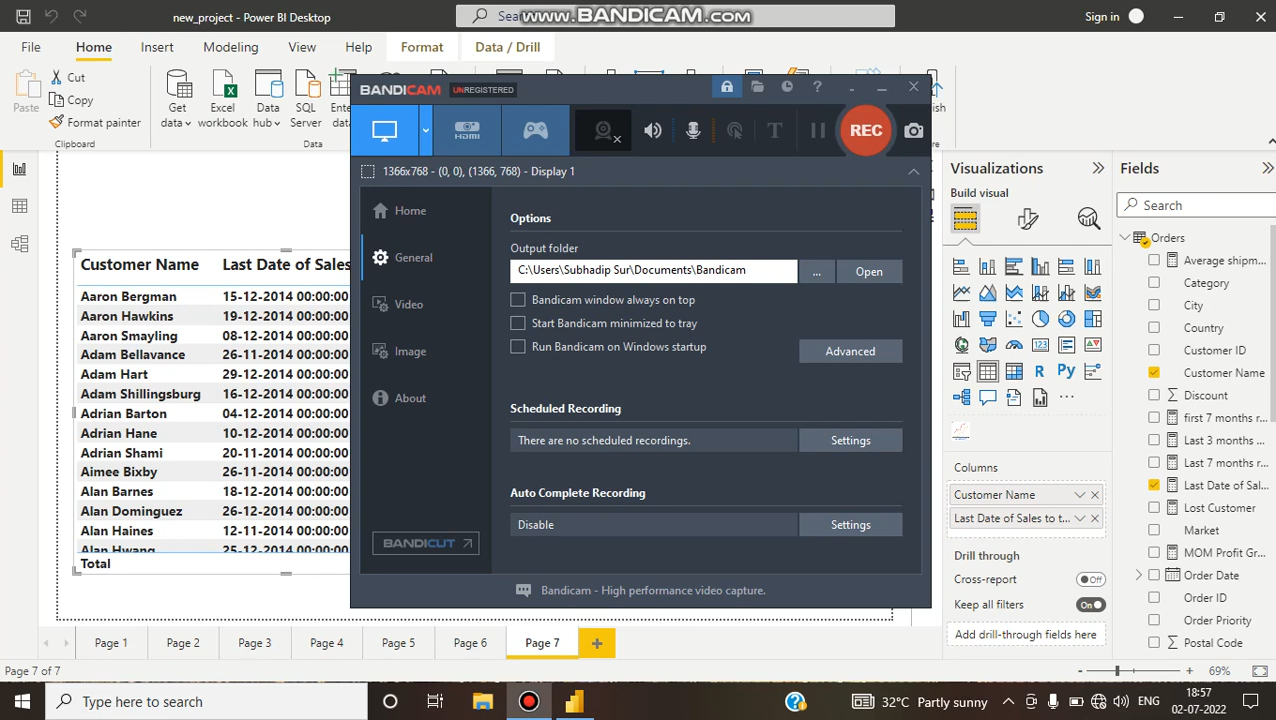 new_project - Power BI Desktop
Sea
www.BANDICAM.com
Sign in
File
Home
Insert
Modeling
View
Help
Format
Data / Drill
Paste
Cut
Copy
Format painter
Clipboard
Get data
Excel workbook
Data hub
SQL Server
Data
BANDICAM UNREGISTERED
HDMI
T
REC
1366x768 - (0, 0), (1366, 768) - Display 1
Home
General
Video
Image
About
BANDICUT
Options
Output folder
C:\Users\Subhadip Sur\Documents\Bandicam
...
Open
Bandicam window always on top
Start Bandicam minimized to tray
Run Bandicam on Windows startup
Advanced
Scheduled Recording
There are no scheduled recordings.
Settings
Auto Complete Recording
Disable
Settings
Bandicam - High performance video capture.
Customer Name Last Date of Sales
Aaron Bergman 15-12-2014 00:00:00
Aaron Hawkins 19-12-2014 00:00:00
Aaron Smayling 08-12-2014 00:00:00
Adam Bellavance 26-11-2014 00:00:00
Adam Hart 29-12-2014 00:00:00
Adam Shillingsburg 16-12-2014 00:00:00
Adrian Barton 04-12-2014 00:00:00
Adrian Hane 10-12-2014 00:00:00
Adrian Shami 20-11-2014 00:00:00
Aimee Bixby 26-11-2014 00:00:00
Alan Barnes 18-12-2014 00:00:00
Alan Dominguez 26-12-2014 00:00:00
Alan Haines 12-11-2014 00:00:00
Alan Hwang 25-12-2014 00:00:00
Total
Visualizations
Build visual
123
R
Py
...
Columns
Customer Name
Last Date of Sales to t...
Drill through
Cross-report
Off
Keep all filters
On
Add drill-through fields here
Fields
Search
Orders
Average shipm...
Category
City
Country
Customer ID
Customer Name
Discount
first 7 months r...
Last 3 months ...
Last 7 months r...
Last Date of Sal...
Lost Customer
Market
MOM Profit Gr...
Order Date
Order ID
Order Priority
Postal Code
Page 1
Page 2
Page 3
Page 4
Page 5
Page 6
Page 7
Page 7 of 7
69%
Type here to search
32°C Partly sunny
ENG
18:57
02-07-2022